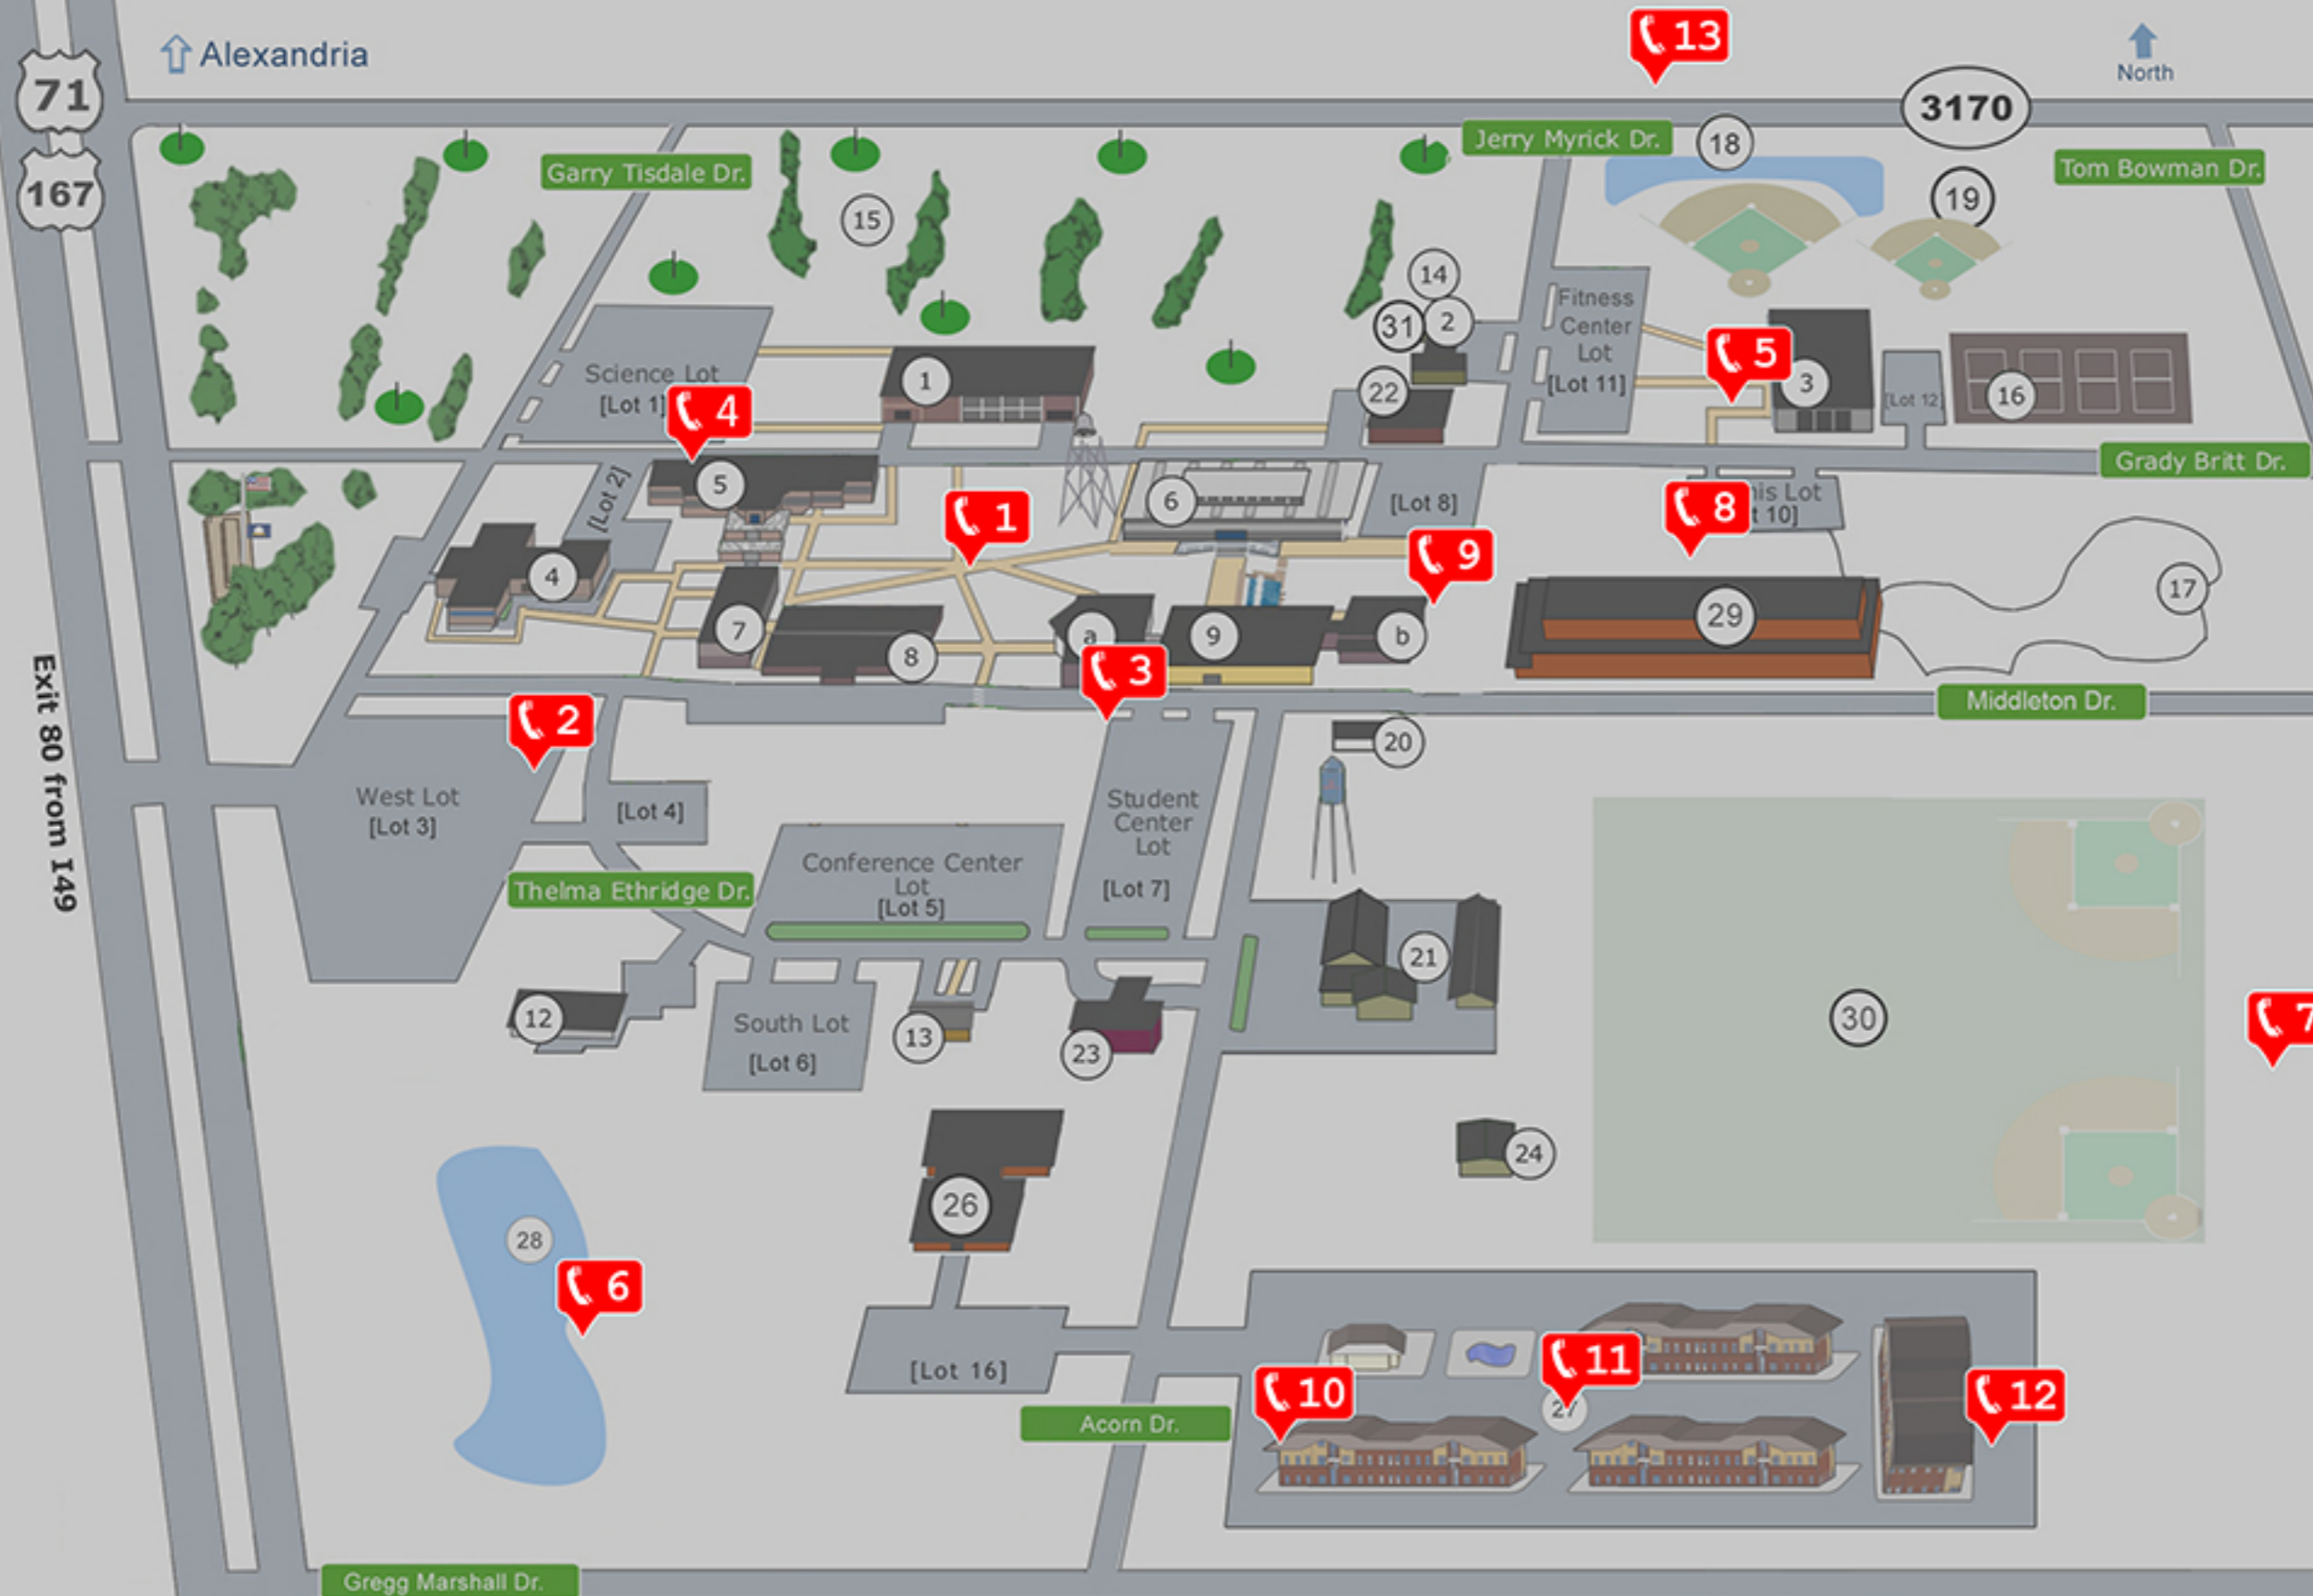 13
Alexandria
North
71
3170
18
Jerry Myrick Dr.
Garry Tisdale Dr.
Tom Bowman Dr.
167
19
15
14
Fitness
Center
Lot
[Lot 11]
31
2
5
3
Science Lot
[Lot 1]
1
4
22
[Lot 12
16
Grady Britt Dr.
5
[Lot 2]
6
[Lot 8]
8
is Lot
t 10]
1
9
4
17
29
7
a
9
b
8
3
Exit 80 from I49
2
Middleton Dr.
20
West Lot
[Lot 3]
[Lot 4]
Student
Center
Lot
[Lot 7]
Conference Center
Lot
[Lot 5]
Thelma Ethridge Dr.
21
12
South Lot
[Lot 6]
13
23
30
7
24
26
28
6
[Lot 16]
11
10
12
27
Acorn Dr.
Gregg Marshall Dr.